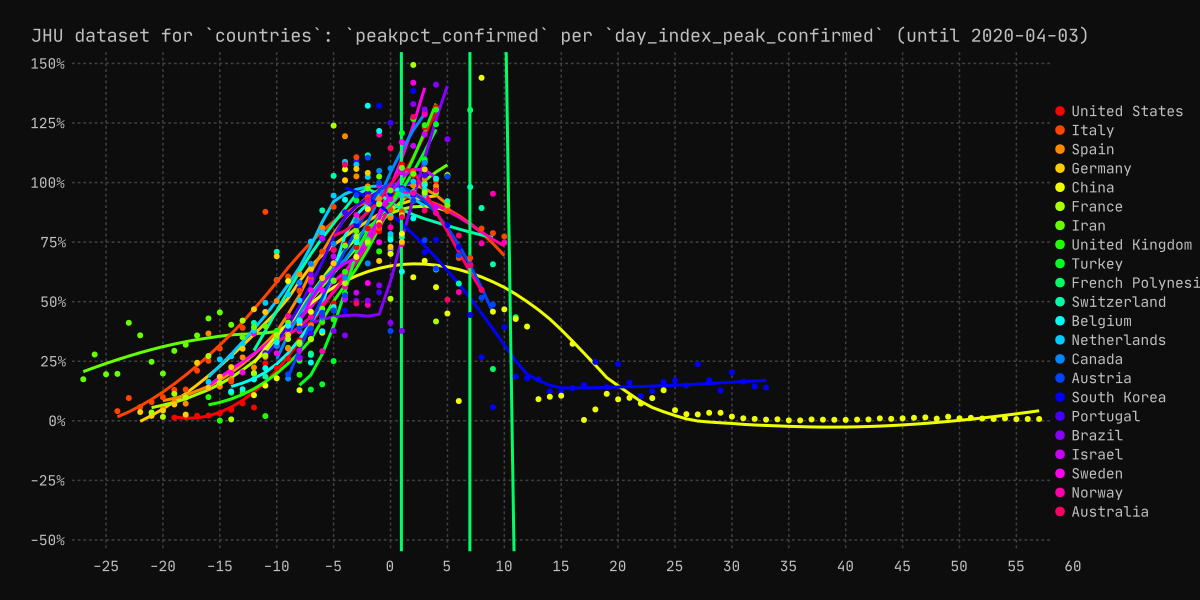 JHU dataset for `countries`: `peakpct_confirmed` per `day_index_peak_confirmed` (until 2020-04-03)
150%
125%
100%
75%
50%
25%
0%
-25%
-50%
-25
-20
-15
-10
-5
0
5
10
15
20
25
30
35
40
45
50
55
60
United States
Italy
Spain
Germany
China
France
Iran
United Kingdom
Turkey
French Polynesi
Switzerland
Belgium
Netherlands
Canada
Austria
South Korea
Portugal
Brazil
Israel
Sweden
Norway
Australia